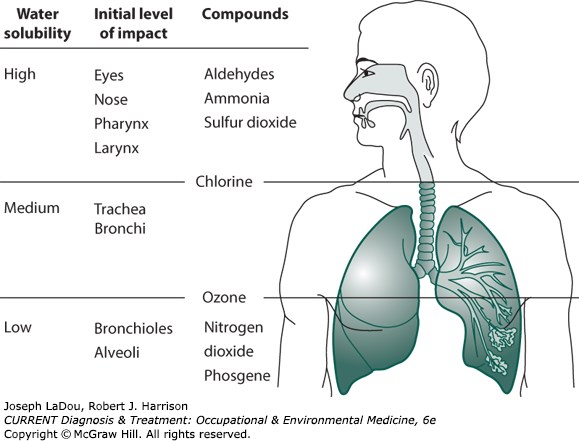 Water solubility
Initial level of impact
Compounds
High
Eyes
Nose
Pharynx
Larynx
Aldehydes
Ammonia
Sulfur dioxide
Chlorine
Medium
Trachea
Bronchi
Ozone
Low
Bronchioles
Alveoli
Nitrogen
dioxide
Phosgene
Joseph LaDou, Robert J. Harrison
CURRENT Diagnosis & Treatment: Occupational & Environmental Medicine, 6e
Copyright © McGraw Hill. All rights reserved.